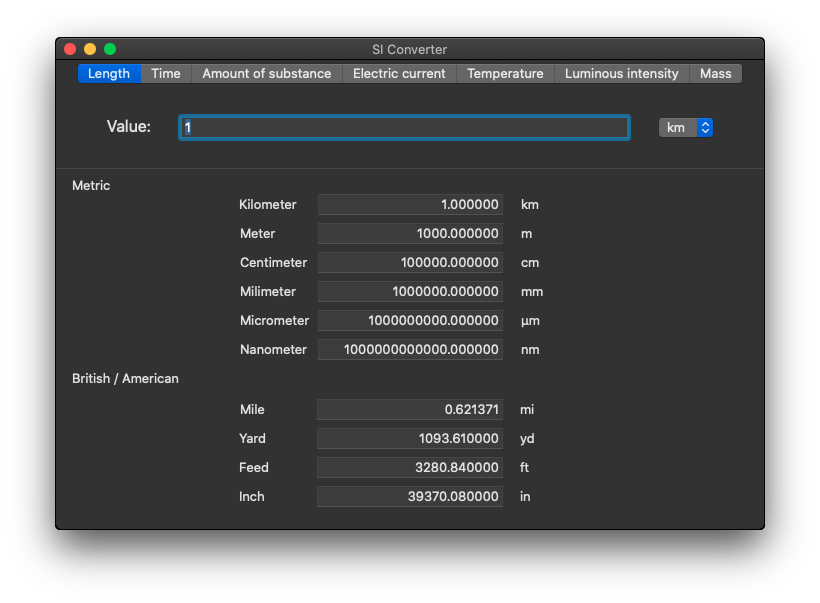 SI Converter
Length Time Amount of substance Electric current Temperature Luminous intensity Mass
Value: 1 km
Metric
Kilometer 1.000000 km
Meter 1000.000000 m
Centimeter 100000.000000 cm
Milimeter 1000000.000000 mm
Micrometer 1000000000.000000 µm
Nanometer 1000000000000.000000 nm
British / American
Mile 0.621371 mi
Yard 1093.610000 yd
Feed 3280.840000 ft
Inch 39370.080000 in